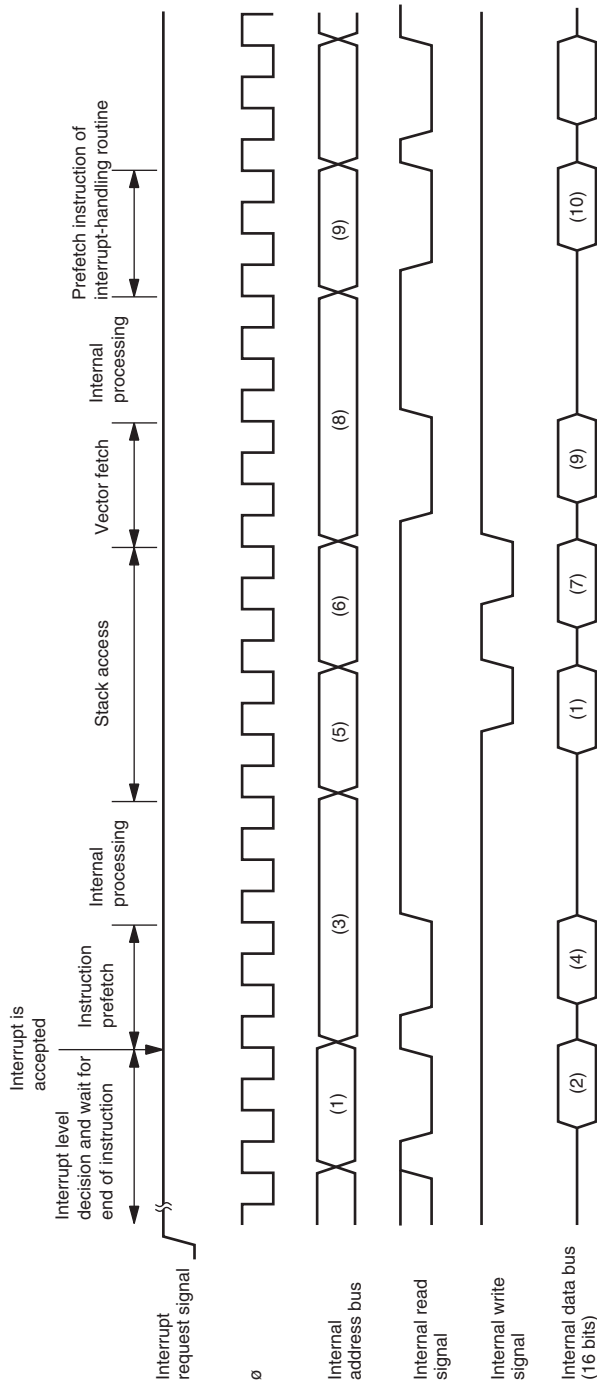 Interrupt is
accepted
Interrupt level
decision and wait for
end of instruction
Instruction
prefetch
Internal
processing
Stack access
Vector fetch
Internal
processing
Prefetch instruction of
interrupt-handling routine
Interrupt
request signal
ø
Internal
address bus
(1)
(3)
(5)
(6)
(8)
(9)
Internal read
signal
Internal write
signal
Internal data bus
(16 bits)
(2)
(4)
(1)
(7)
(9)
(10)